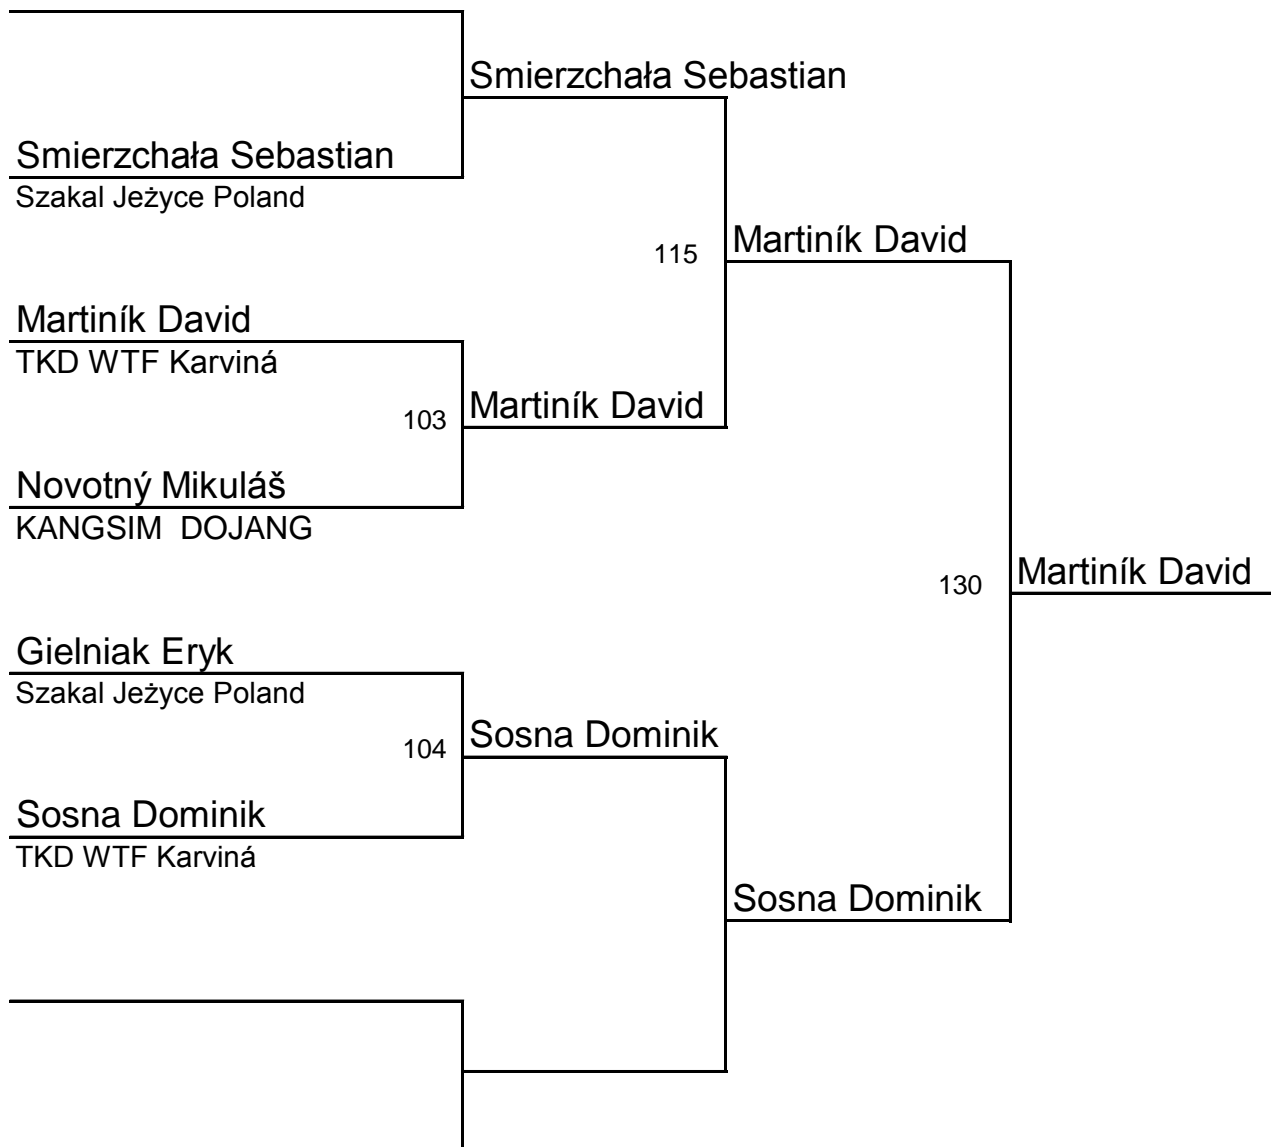 Smierzchała Sebastian
Smierzchała Sebastian
Szakal Jeżyce Poland
115
Martiník David
Martiník David
TKD WTF Karviná
103
Martiník David
Novotný Mikuláš
KANGSIM  DOJANG
130
Martiník David
Gielniak Eryk
Szakal Jeżyce Poland
104
Sosna Dominik
Sosna Dominik
TKD WTF Karviná
Sosna Dominik